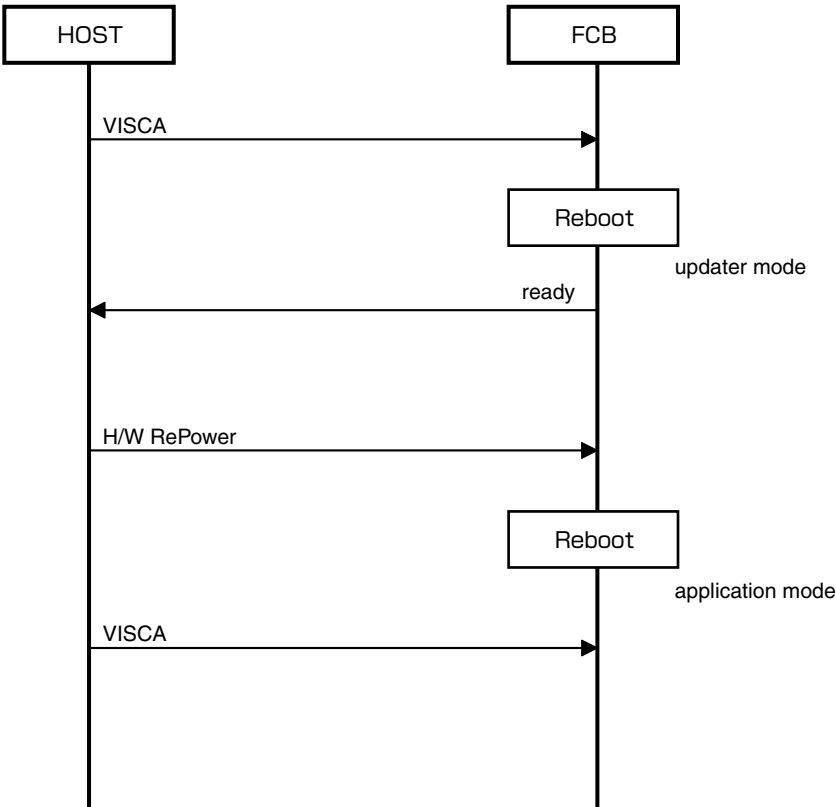 HOST
FCB
VISCA
Reboot
updater mode
ready
H/W RePower
Reboot
application mode
VISCA